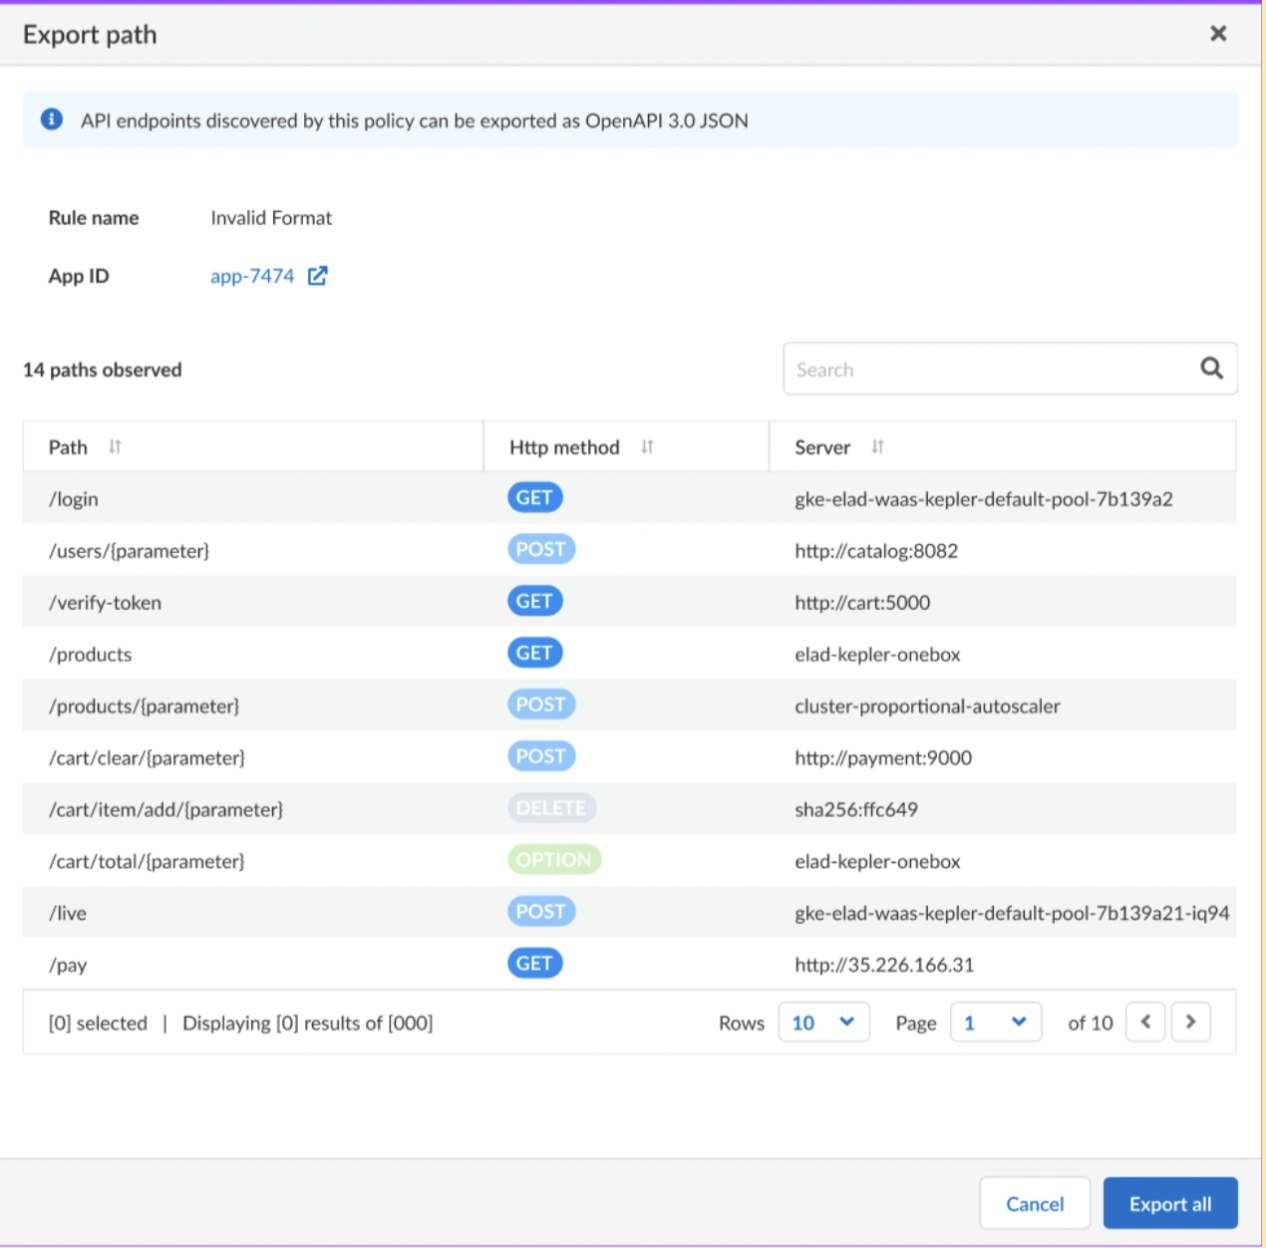 Export path
API endpoints discovered by this policy can be exported as OpenAPI 3.0 JSON
Rule name Invalid Format
App ID app-7474
14 paths observed Search
Path Http method Server
/login GET gke-elad-waas-kepler-default-pool-7b139a2
/users/{parameter} POST http://catalog:8082
/verify-token GET http://cart:5000
/products GET elad-kepler-onebox
/products/{parameter} POST cluster-proportional-autoscaler
/cart/clear/{parameter} POST http://payment:9000
/cart/item/add/{parameter} DELETE sha256:ffc649
/cart/total/{parameter} OPTION elad-kepler-onebox
/live POST gke-elad-waas-kepler-default-pool-7b139a21-iq94
/pay GET http://35.226.166.31
[0] selected | Displaying [0] results of [000] Rows 10 Page 1 of 10
Cancel Export all